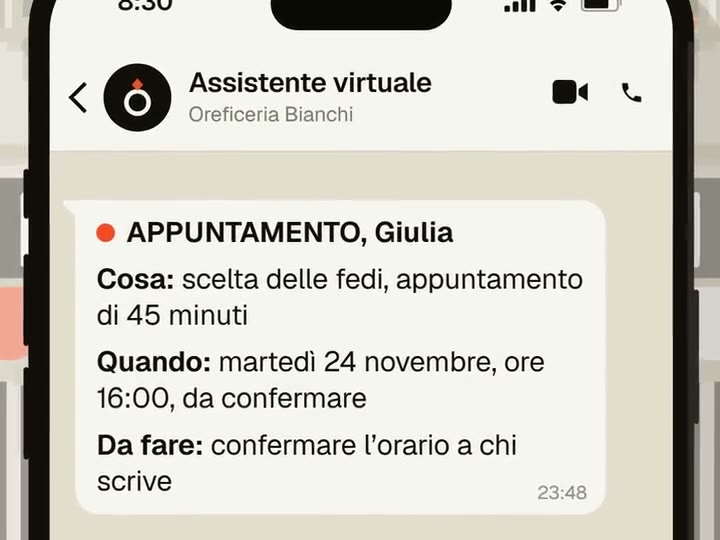 8:30
Assistente virtuale
Oreficeria Bianchi
APPUNTAMENTO, Giulia
Cosa: scelta delle fedi, appuntamento
di 45 minuti
Quando: martedì 24 novembre, ore
16:00, da confermare
Da fare: confermare l’orario a chi
scrive
23:48